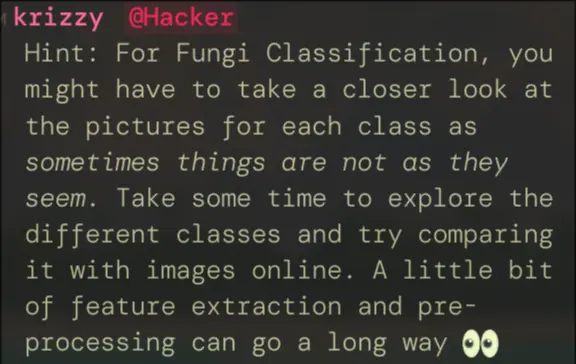 krizzy @Hacker
Hint: For Fungi Classification, you
might have to take a closer look at
the pictures for each class as
sometimes things are not as they
seem. Take some time to explore the
different classes and try comparing
it with images online. A little bit
of feature extraction and pre-
processing can go a long way 👀